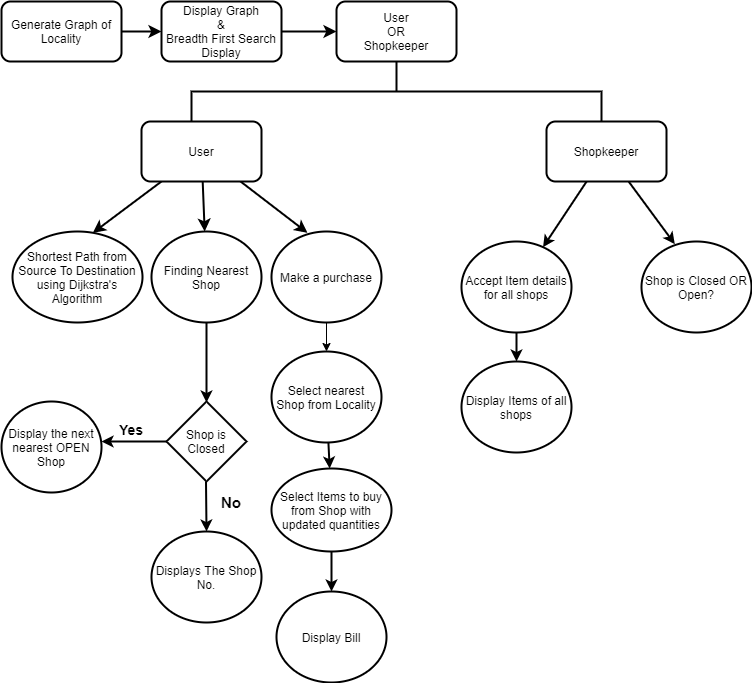 Generate Graph of
Locality
Display Graph
&
Breadth First Search
Display
User
OR
Shopkeeper
User
Shopkeeper
Shortest Path from
Source To Destination
using Dijkstra's
Algorithm
Finding Nearest
Shop
Make a purchase
Accept Item details
for all shops
Shop is Closed OR
Open?
Select nearest
Shop from Locality
Display Items of all
shops
Display the next
nearest OPEN
Shop
Yes
Shop is
Closed
No
Select Items to buy
from Shop with
updated quantities
Displays The Shop
No.
Display Bill